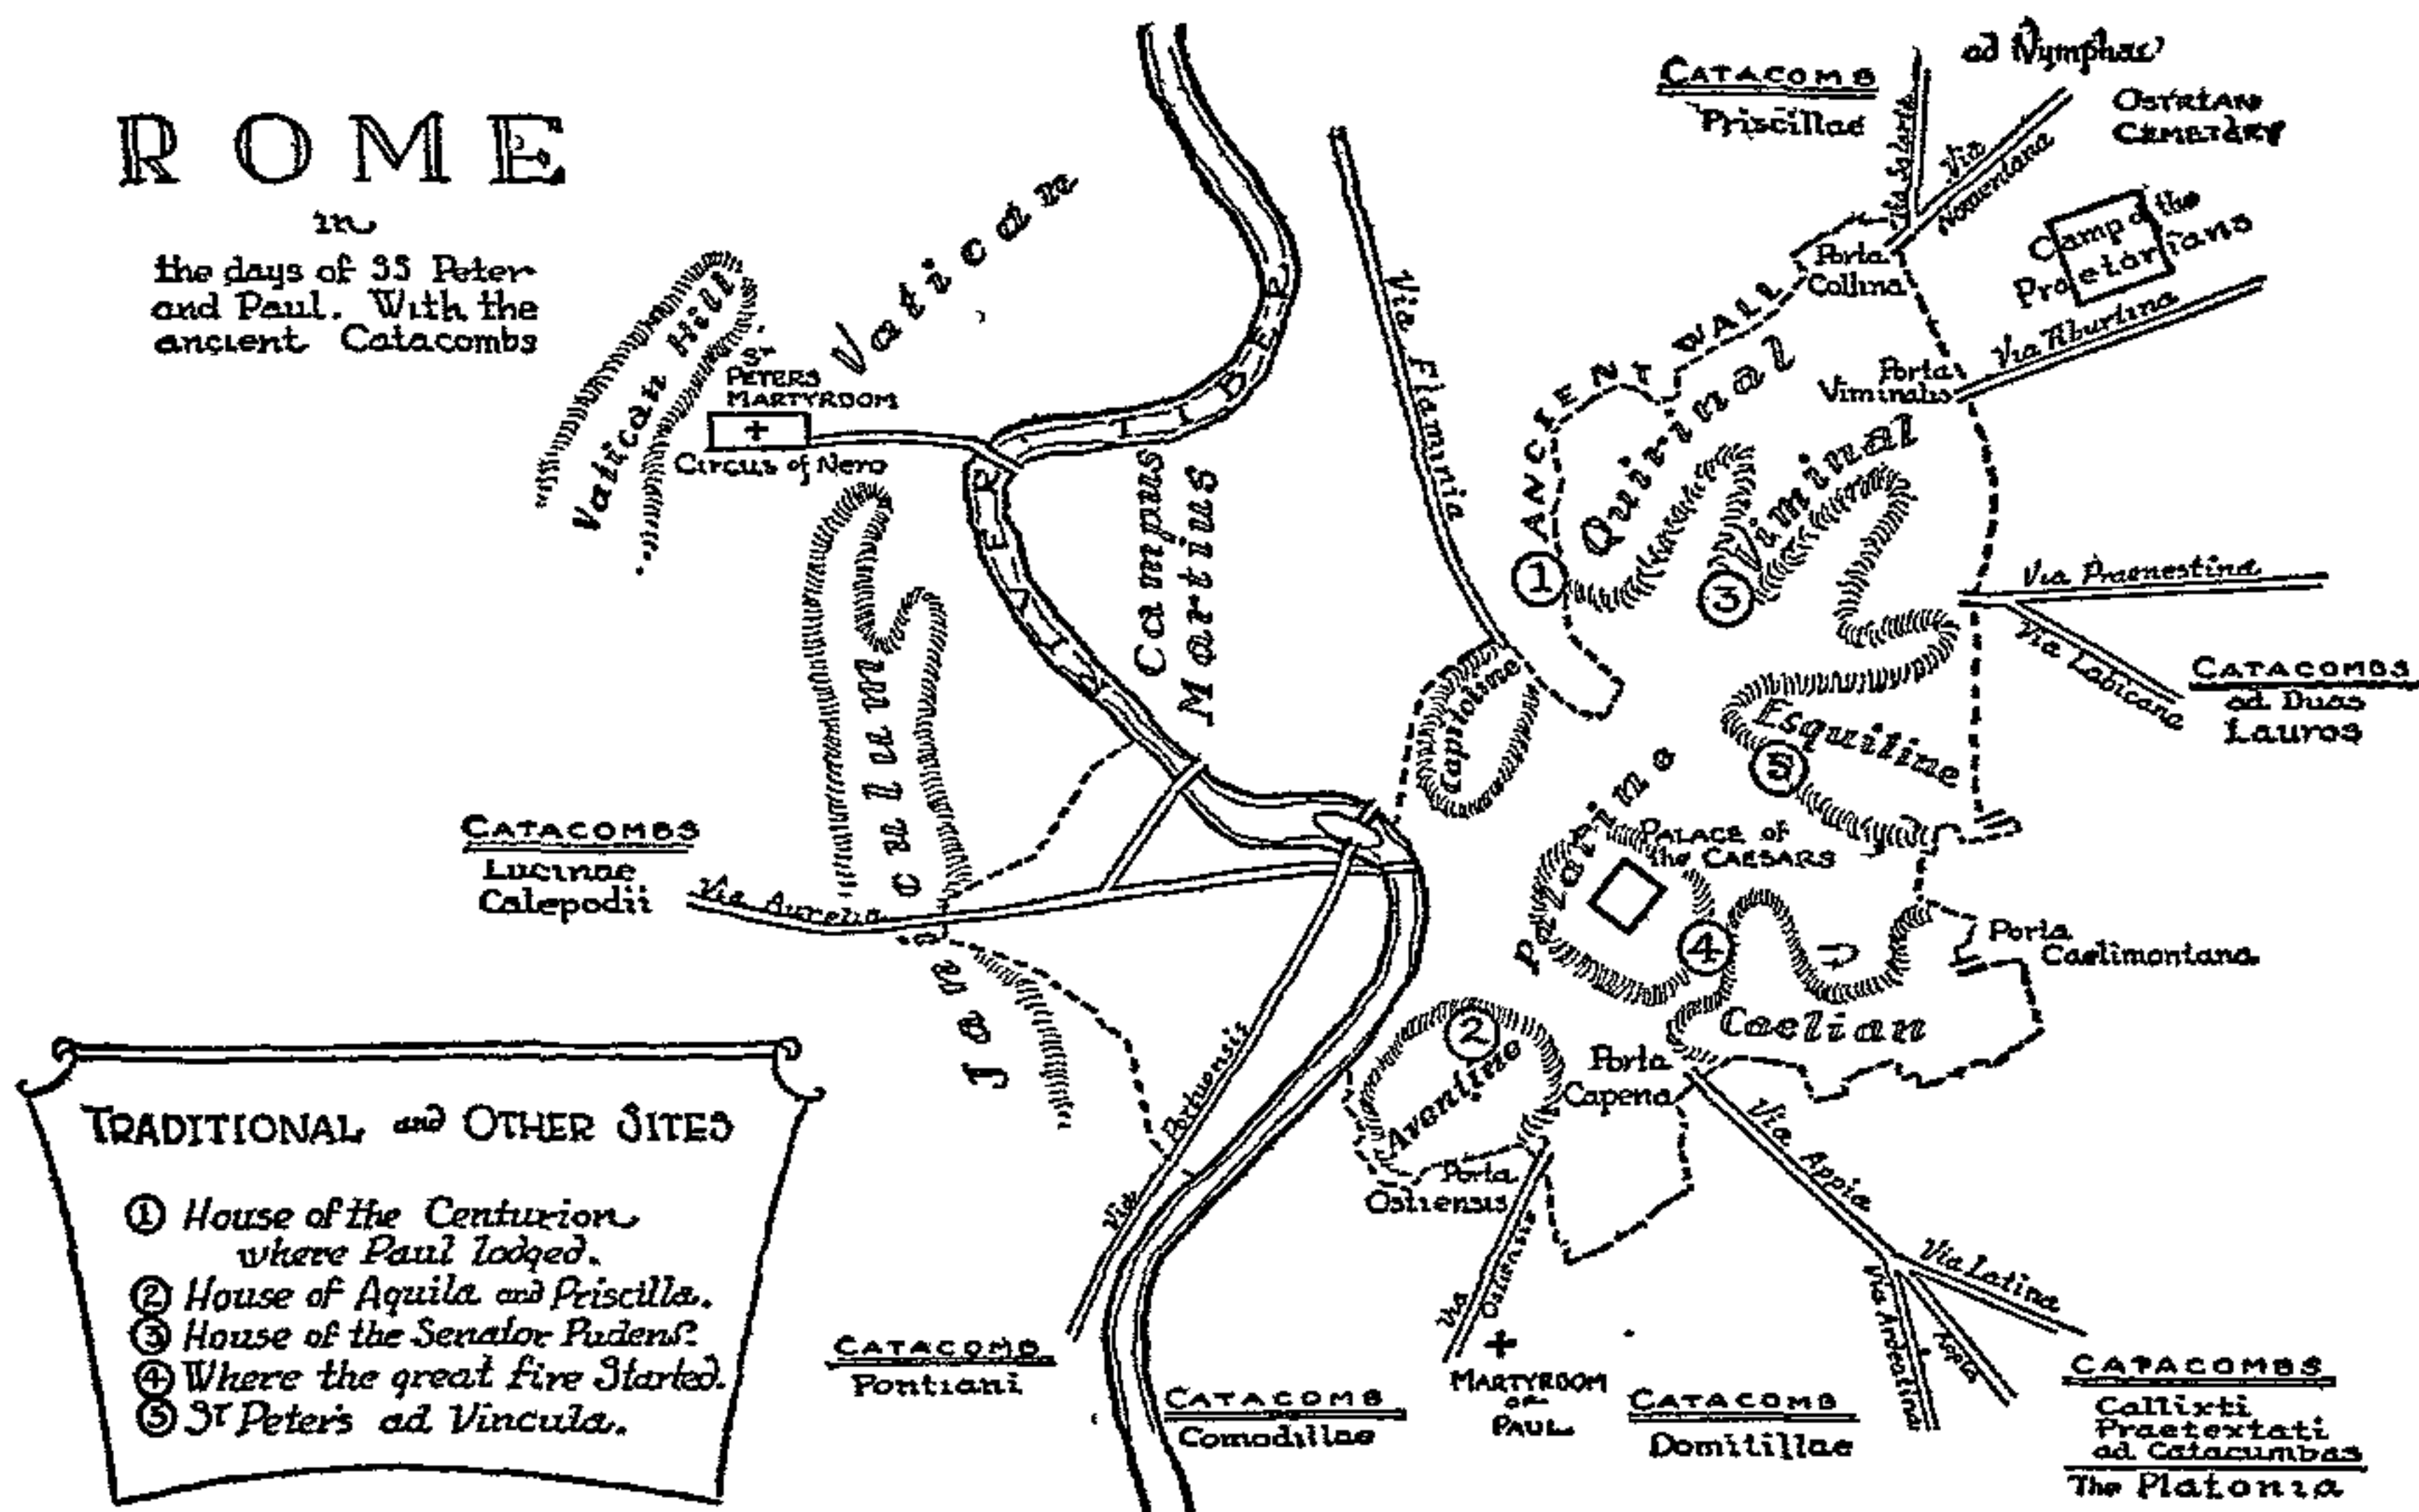 ROME
in
the days of SS Peter
and Paul. With the
ancient Catacombs
Vatican Hill
Vatican
ST
PETERS
MARTYRDOM
Circus of Nero
RIVER
TIBER
Campus
Martius
Via Flaminia
ANCIENT WALL
CATACOMB
Priscillae
ad Nymphas
OSTRIAN
CEMETERY
Via Salaria
Via
Nomentana
Camp of the
Praetorians
Porta
Collina
Via Tiburtina
Porta
Viminalis
Quirinal
Viminal
1
3
Via Praenestina
Via Labicana
CATACOMBS
ad Duas
Lauros
Capitoline
Esquiline
5
Palatine
PALACE of
the CAESARS
4
Porta
Caelimontana
Caelian
2
Aventine
Porta
Capena
Porta
Ostiensis
Janiculum
CATACOMBS
Lucinae
Calepodii
Via Aurelia
Via Portuensis
Via Ostiensis
Via Appia
Via Latina
Via Ardeatina
Appia
CATACOMB
Pontiani
CATACOMB
Comodillae
MARTYRDOM
OF
PAUL
CATACOMB
Domitillae
CATACOMBS
Callixti
Praetextati
ad Catacumbas
The Platonia
TRADITIONAL and OTHER SITES
1 House of the Centurion
where Paul lodged.
2 House of Aquila and Priscilla.
3 House of the Senator Pudens.
4 Where the great fire Started.
5 ST Peter's ad Vincula.